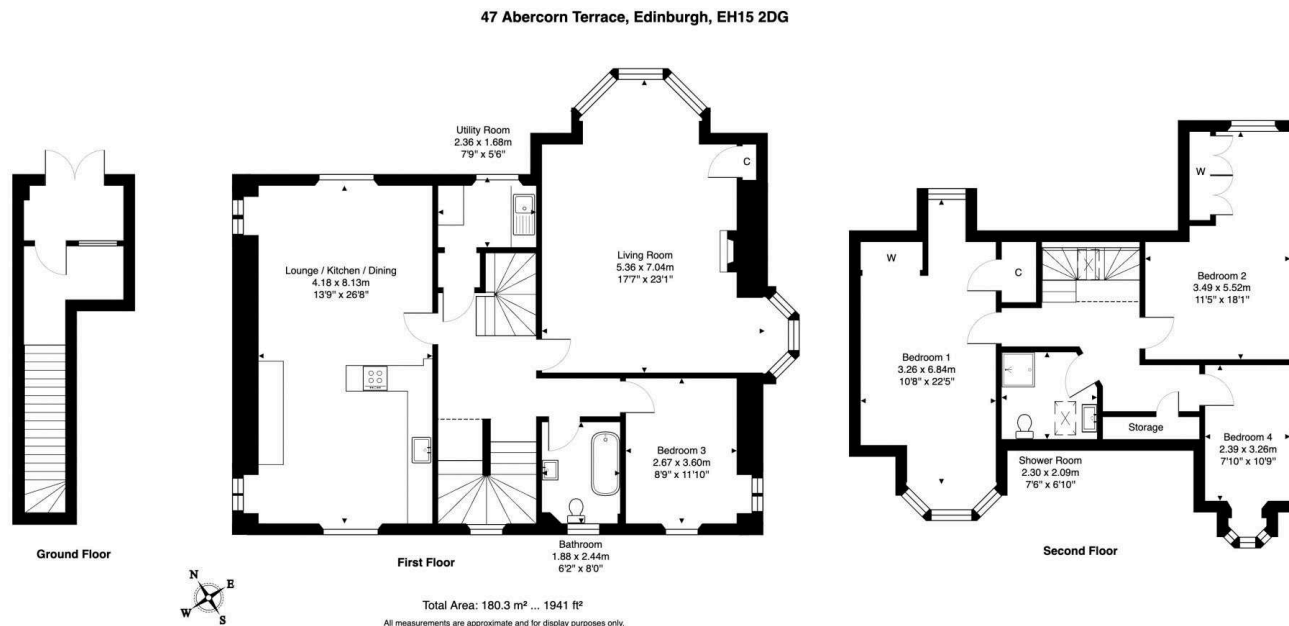 47 Abercorn Terrace, Edinburgh, EH15 2DG
Utility Room
2.36 x 1.68m
7'9" x 5'6"
C
Living Room
5.36 x 7.04m
17'7" x 23'1"
Lounge / Kitchen / Dining
4.18 x 8.13m
13'9" x 26'8"
Bedroom 3
2.67 x 3.60m
8'9" x 11'10"
Bathroom
1.88 x 2.44m
6'2" x 8'0"
W
C
W
Bedroom 2
3.49 x 5.52m
11'5" x 18'1"
Bedroom 1
3.26 x 6.84m
10'8" x 22'5"
Storage
Shower Room
2.30 x 2.09m
7'6" x 6'10"
Bedroom 4
2.39 x 3.26m
7'10" x 10'9"
Ground Floor
First Floor
Second Floor
N
E
W
S
Total Area: 180.3 m² ... 1941 ft²
All measurements are approximate and for display purposes only.